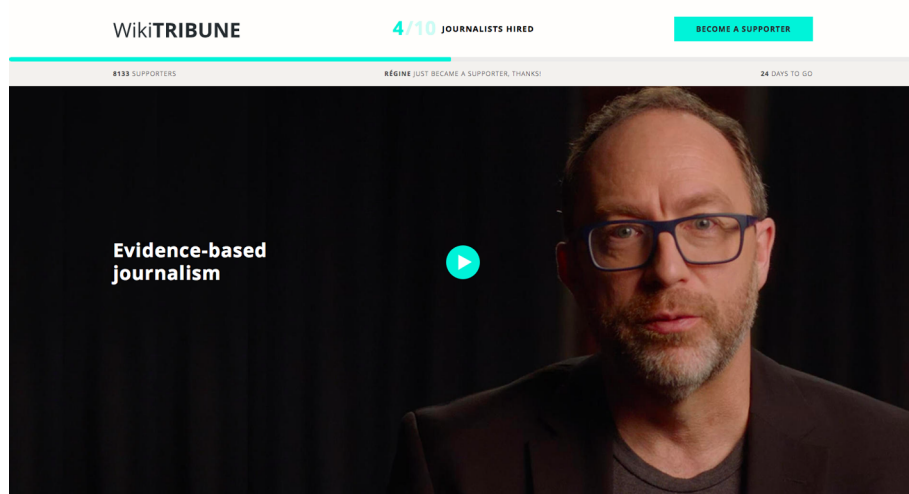 WikiTRIBUNE
4/10 JOURNALISTS HIRED
BECOME A SUPPORTER
8133 SUPPORTERS
RÉGINE JUST BECAME A SUPPORTER, THANKS!
24 DAYS TO GO
Evidence-based
journalism